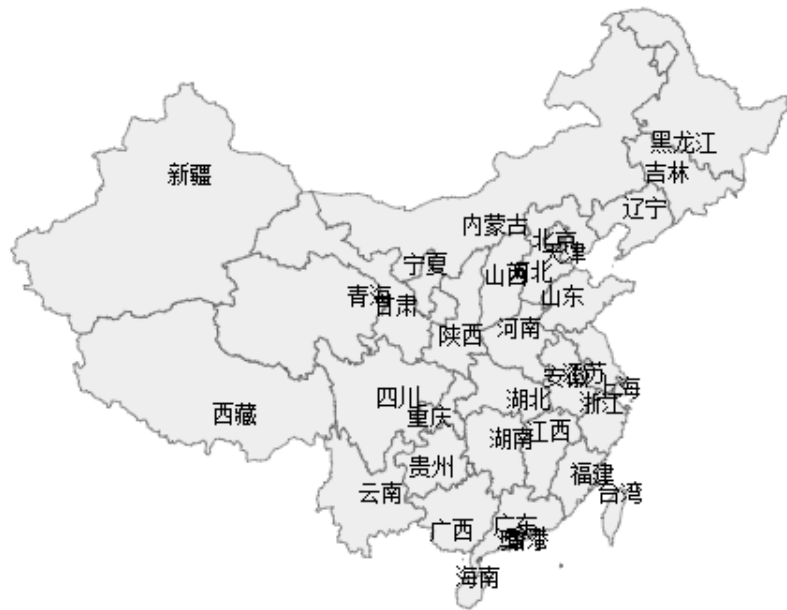 黑龙江
吉林
新疆
辽宁
内蒙古
北京
天津
宁夏
河北
山西
青海
山东
甘肃
河南
陕西
江苏
安徽
上海
四川
湖北
浙江
西藏
重庆
江西
湖南
贵州
福建
云南
台湾
广东
广西
香港
海南